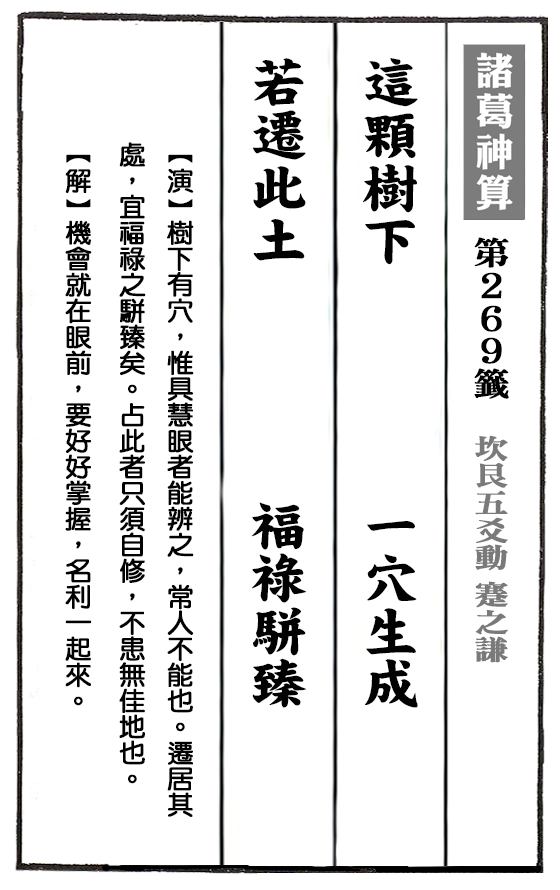 諸葛神算 第269籤 坎艮五爻動 蹇之謙
這顆樹下 一穴生成
若遷此土 福祿駢臻
【演】樹下有穴，惟具慧眼者能辨之，常人不能也。遷居其
處，宜福祿之駢臻矣。占此者只須自修，不患無佳地也。
【解】機會就在眼前，要好好掌握，名利一起來。